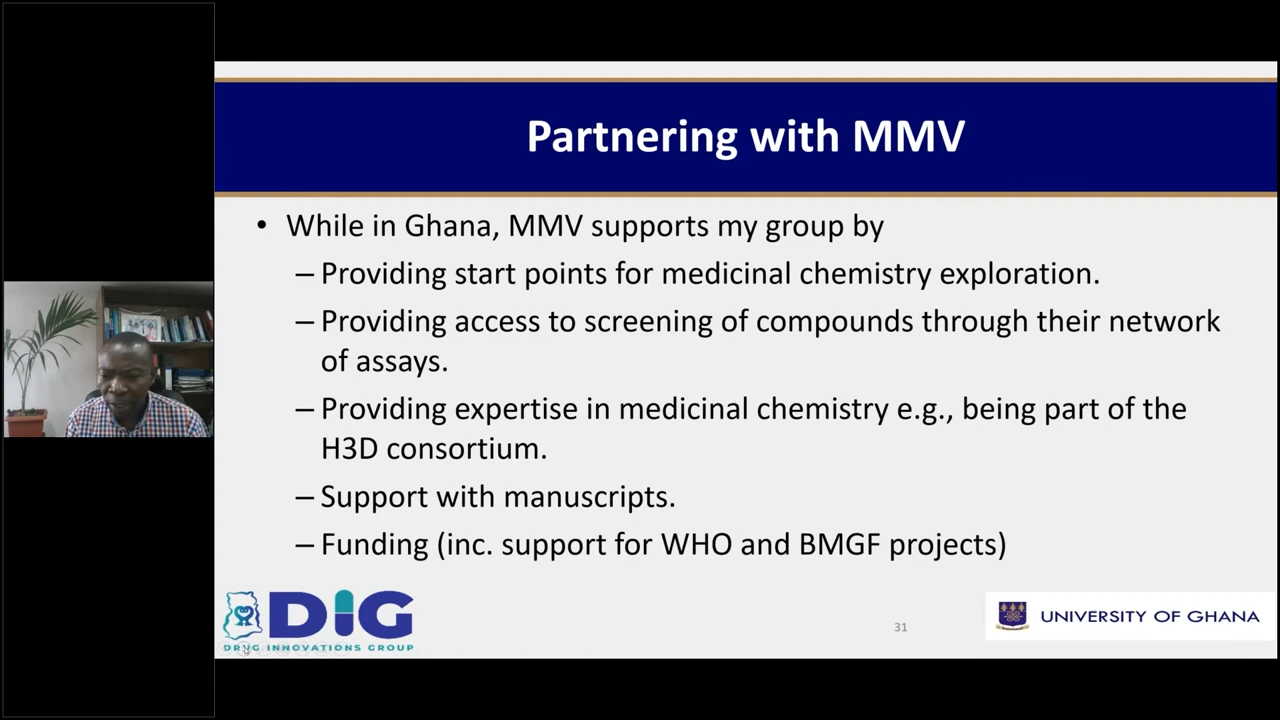 Partnering with MMV
• While in Ghana, MMV supports my group by
– Providing start points for medicinal chemistry exploration.
– Providing access to screening of compounds through their network
of assays.
– Providing expertise in medicinal chemistry e.g., being part of the
H3D consortium.
– Support with manuscripts.
– Funding (inc. support for WHO and BMGF projects)
DIG
DRUG INNOVATIONS GROUP
31
UNIVERSITY OF GHANA